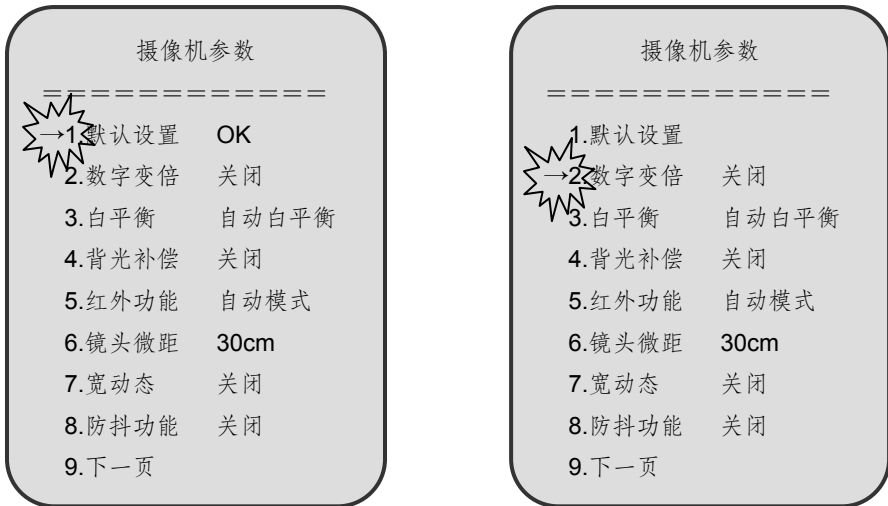 摄像机参数
============
→1.默认设置 OK
2.数字变倍 关闭
3.白平衡 自动白平衡
4.背光补偿 关闭
5.红外功能 自动模式
6.镜头微距 30cm
7.宽动态 关闭
8.防抖功能 关闭
9.下一页
摄像机参数
============
1.默认设置
→2.数字变倍 关闭
3.白平衡 自动白平衡
4.背光补偿 关闭
5.红外功能 自动模式
6.镜头微距 30cm
7.宽动态 关闭
8.防抖功能 关闭
9.下一页